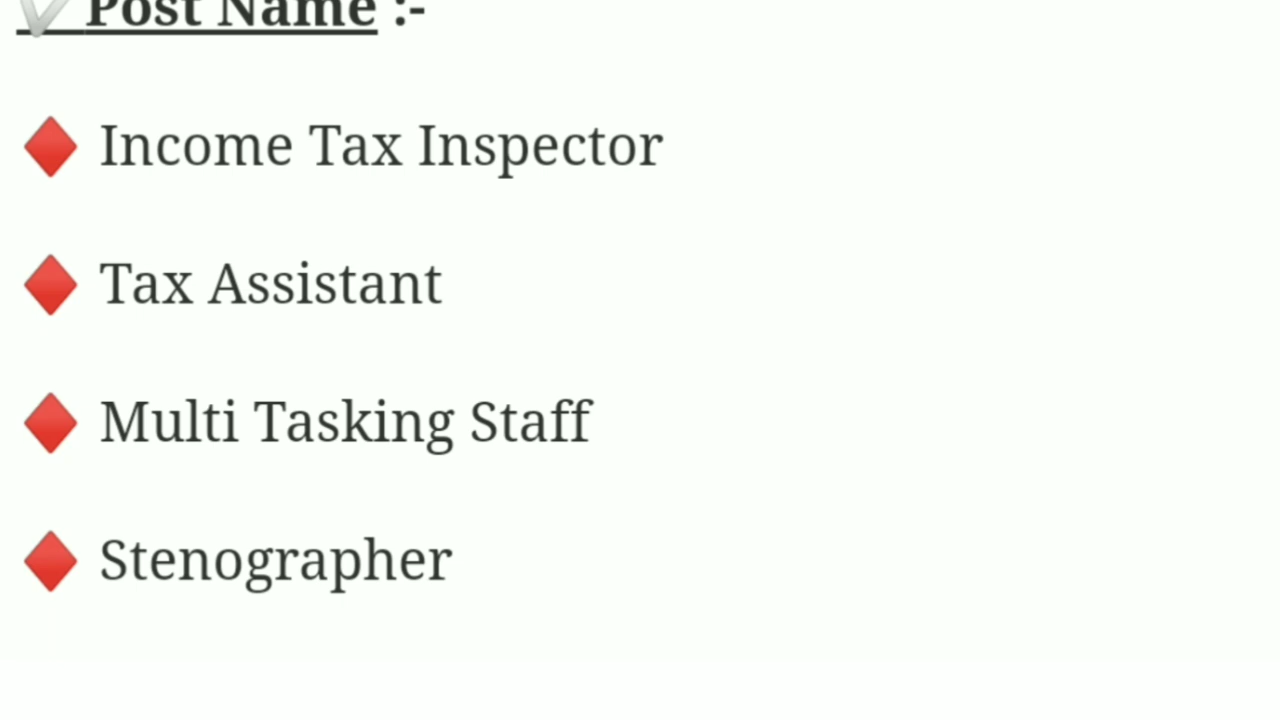 ✔Post Name :-
♦ Income Tax Inspector
♦ Tax Assistant
♦ Multi Tasking Staff
♦ Stenographer